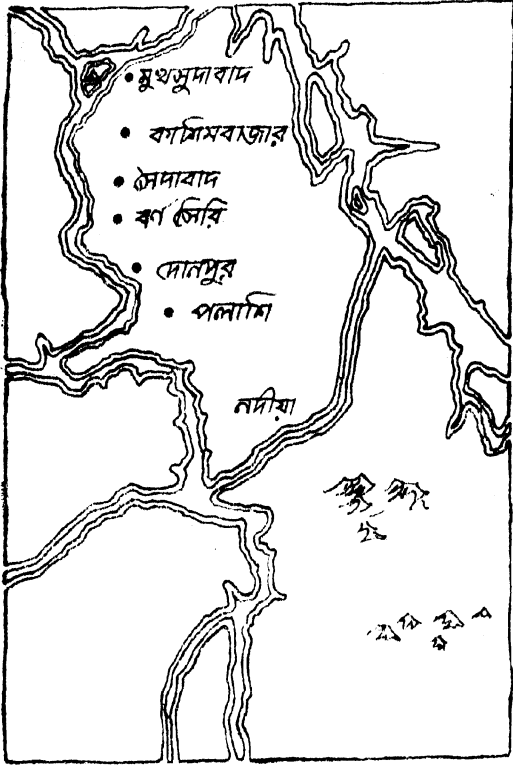 মুখসুদাবাদ
কাশিমবাজার
সৈদাবাদ
বর্ণ সেরি
দোনপুর
পলাশি
নদীয়া